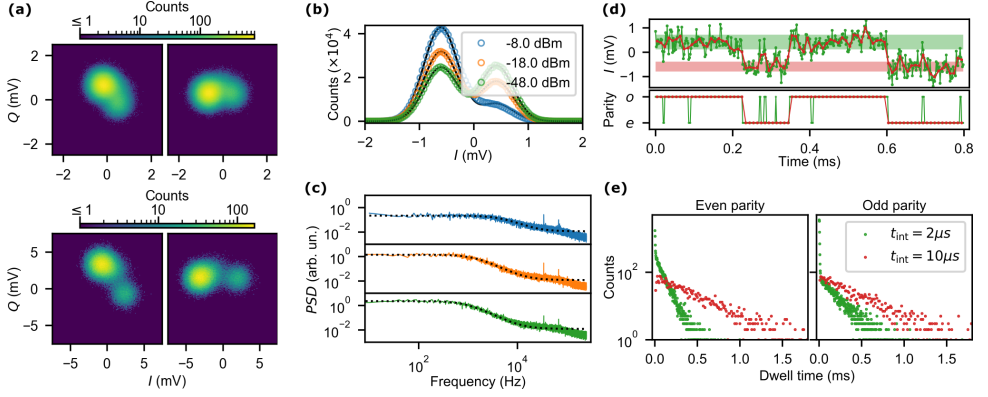 (a)
Counts
≤ 1 10 100
2
0
−2
Q (mV)
−2 0 2 −2 0 2
Counts
≤ 1 10 100
5
0
−5
Q (mV)
−5 0 5 −5 0 5
I (mV)
(b)
Counts (× 10⁴)
4
2
0
-8.0 dBm
-18.0 dBm
-48.0 dBm
−2 −1 0 1 2
I (mV)
(c)
PSD (arb. un.)
10⁰
10⁻²
10⁰
10⁻²
10⁰
10⁻²
10² 10⁴
Frequency (Hz)
(d)
I (mV)
1
0
−1
Parity
o
e
0.0 0.2 0.4 0.6 0.8
Time (ms)
(e)
Even parity Odd parity
Counts
10²
10⁰
t_int = 2μs
t_int = 10μs
0.0 0.5 1.0 1.5 0.0 0.5 1.0 1.5
Dwell time (ms)